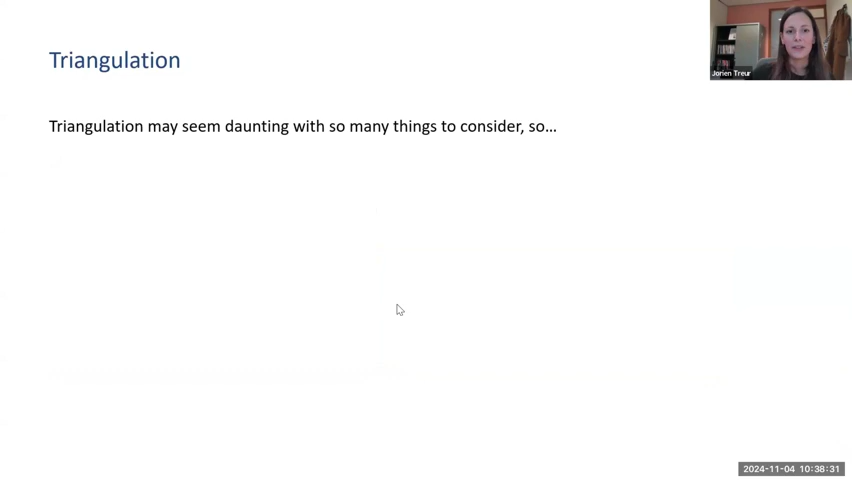 Triangulation
Jorien Treur
Triangulation may seem daunting with so many things to consider, so…
2024-11-04 10:38:31